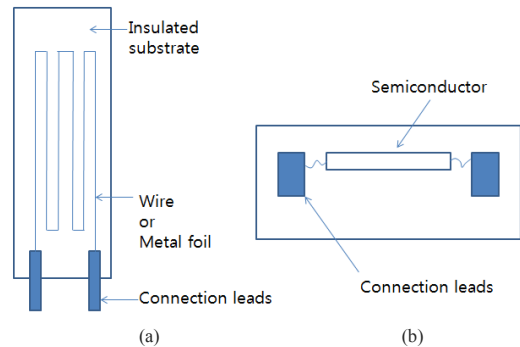 Insulated
substrate
Wire
or
Metal foil
Connection leads
(a)
Semiconductor
Connection leads
(b)